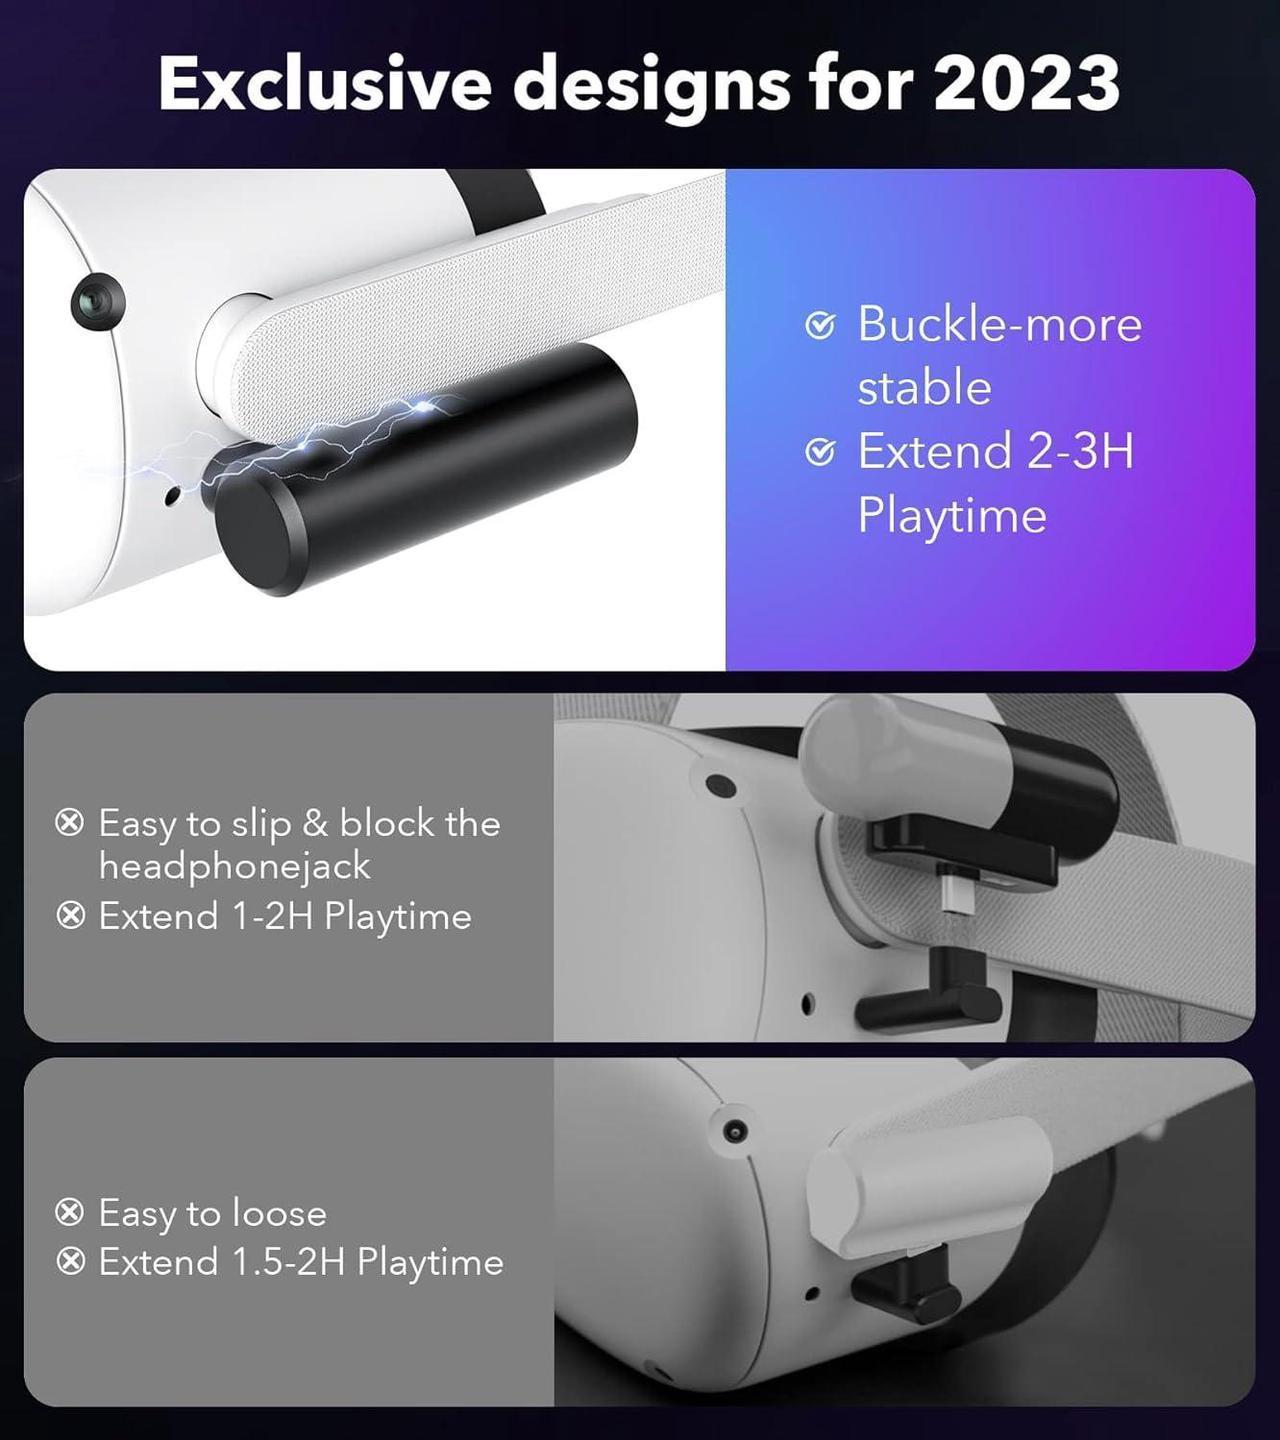 Exclusive designs for 2023
Buckle-more
stable
Extend 2-3H
Playtime
Easy to slip & block the
headphonejack
Extend 1-2H Playtime
Easy to loose
Extend 1.5-2H Playtime